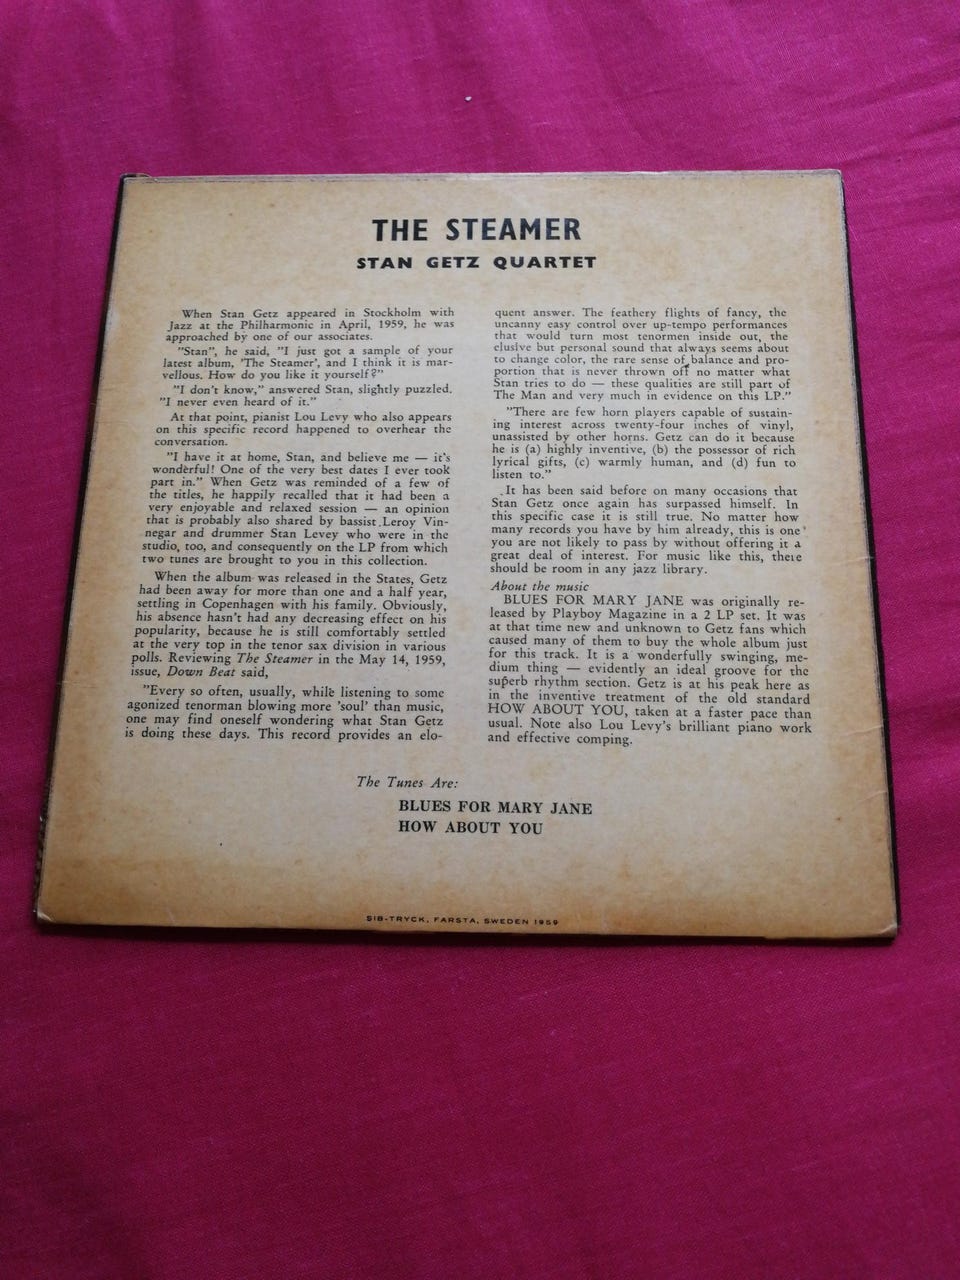 THE STEAMER
STAN GETZ QUARTET
When Stan Getz appeared in Stockholm with
Jazz at the Philharmonic in April, 1959, he was
approached by one of our associates.
"Stan", he said, "I just got a sample of your
latest album, 'The Steamer', and I think it is mar-
vellous. How do you like it yourself?"
"I don't know," answered Stan, slightly puzzled.
"I never even heard of it."
At that point, pianist Lou Levy who also appears
on this specific record happened to overhear the
conversation.
"I have it at home, Stan, and believe me — it's
wonderful! One of the very best dates I ever took
part in." When Getz was reminded of a few of
the titles, he happily recalled that it had been a
very enjoyable and relaxed session — an opinion
that is probably also shared by bassist Leroy Vin-
negar and drummer Stan Levey who were in the
studio, too, and consequently on the LP from which
two tunes are brought to you in this collection.
When the album was released in the States, Getz
had been away for more than one and a half year,
settling in Copenhagen with his family. Obviously,
his absence hasn't had any decreasing effect on his
popularity, because he is still comfortably settled
at the very top in the tenor sax division in various
polls. Reviewing The Steamer in the May 14, 1959,
issue, Down Beat said,
"Every so often, usually, while listening to some
agonized tenorman blowing more 'soul' than music,
one may find oneself wondering what Stan Getz
is doing these days. This record provides an elo-
quent answer. The feathery flights of fancy, the
uncanny easy control over up-tempo performances
that would turn most tenormen inside out, the
elusive but personal sound that always seems about
to change color, the rare sense of balance and pro-
portion that is never thrown off no matter what
Stan tries to do — these qualities are still part of
The Man and very much in evidence on this LP."
"There are few horn players capable of sustain-
ing interest across twenty-four inches of vinyl,
unassisted by other horns. Getz can do it because
he is (a) highly inventive, (b) the possessor of rich
lyrical gifts, (c) warmly human, and (d) fun to
listen to."
It has been said before on many occasions that
Stan Getz once again has surpassed himself. In
this specific case it is still true. No matter how
many records you have by him already, this is one
you are not likely to pass by without offering it a
great deal of interest. For music like this, there
should be room in any jazz library.
About the music
BLUES FOR MARY JANE was originally re-
leased by Playboy Magazine in a 2 LP set. It was
at that time new and unknown to Getz fans which
caused many of them to buy the whole album just
for this track. It is a wonderfully swinging, me-
dium thing — evidently an ideal groove for the
superb rhythm section. Getz is at his peak here as
in the inventive treatment of the old standard
HOW ABOUT YOU, taken at a faster pace than
usual. Note also Lou Levy's brilliant piano work
and effective comping.
The Tunes Are:
BLUES FOR MARY JANE
HOW ABOUT YOU
SIB-TRYCK, FARSTA, SWEDEN 1959